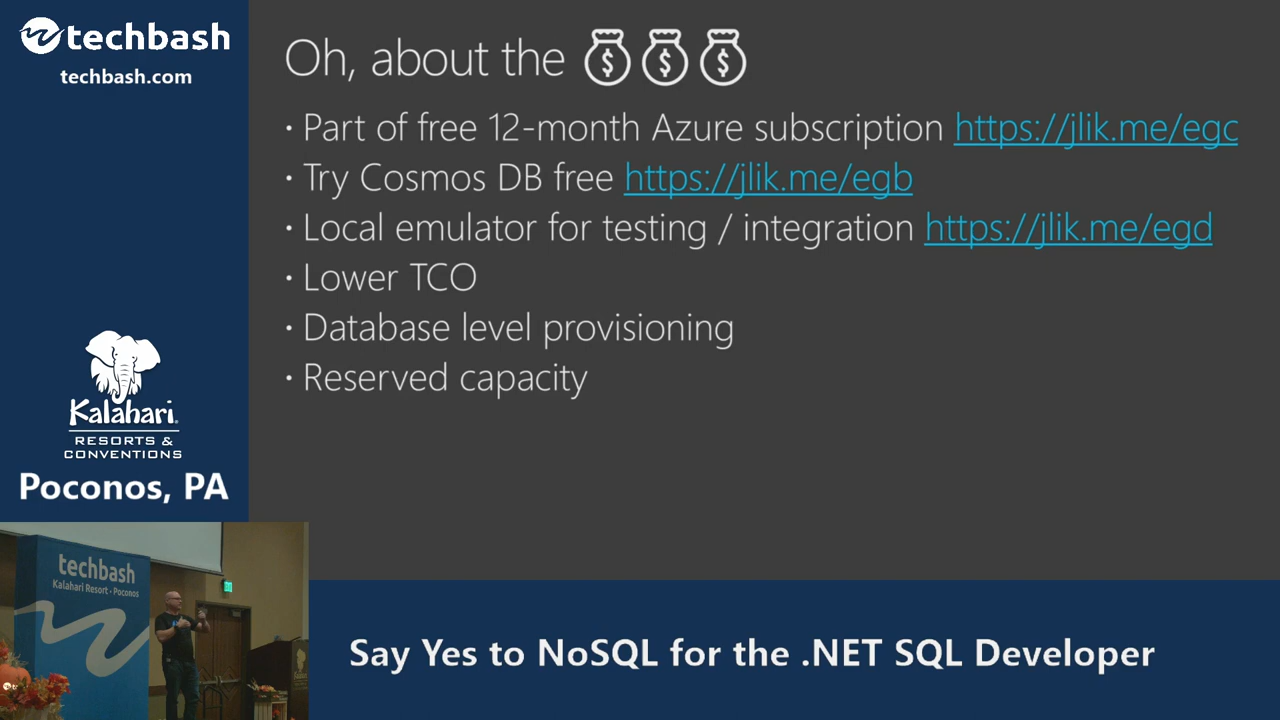 techbash
techbash.com
Oh, about the
· Part of free 12-month Azure subscription https://jlik.me/egc
· Try Cosmos DB free https://jlik.me/egb
· Local emulator for testing / integration https://jlik.me/egd
· Lower TCO
· Database level provisioning
· Reserved capacity
Kalahari
RESORTS &
CONVENTIONS
Poconos, PA
techbash
Kalahari Resort - Poconos
Say Yes to NoSQL for the .NET SQL Developer